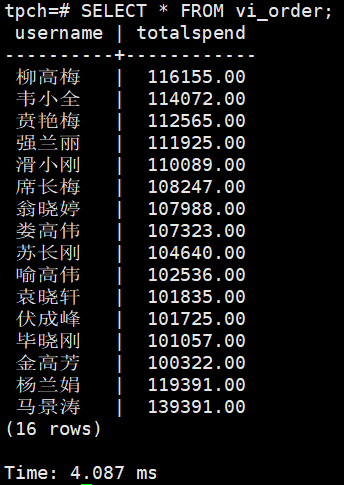 tpch=# SELECT * FROM vi_order;
username | totalspend
----------+------------
柳高梅 | 116155.00
韦小全 | 114072.00
贲艳梅 | 112565.00
强兰丽 | 111925.00
滑小刚 | 110089.00
席长梅 | 108247.00
翁晓婷 | 107988.00
娄高伟 | 107323.00
苏长刚 | 104640.00
喻高伟 | 102536.00
袁晓轩 | 101835.00
伏成峰 | 101725.00
毕晓刚 | 101057.00
金高芳 | 100322.00
杨兰娟 | 119391.00
马景涛 | 139391.00
(16 rows)
Time: 4.087 ms